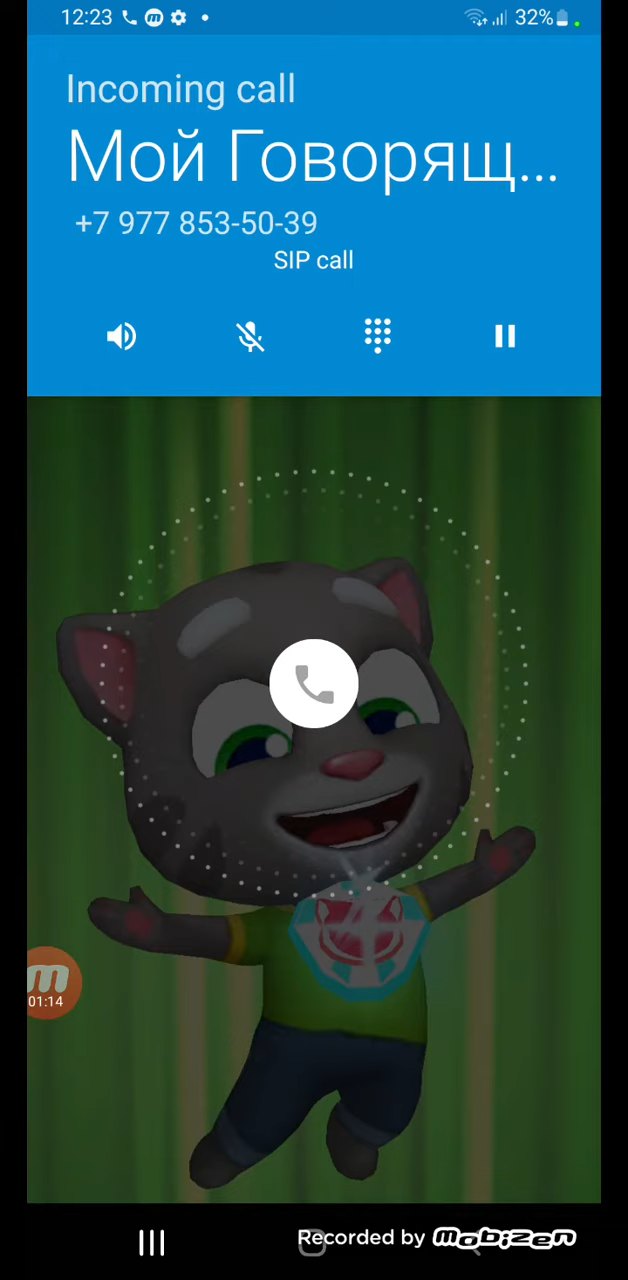 12:23 32%
Incoming call
Мой Говорящ...
+7 977 853-50-39
SIP call
m
01:14
Recorded by mobizen